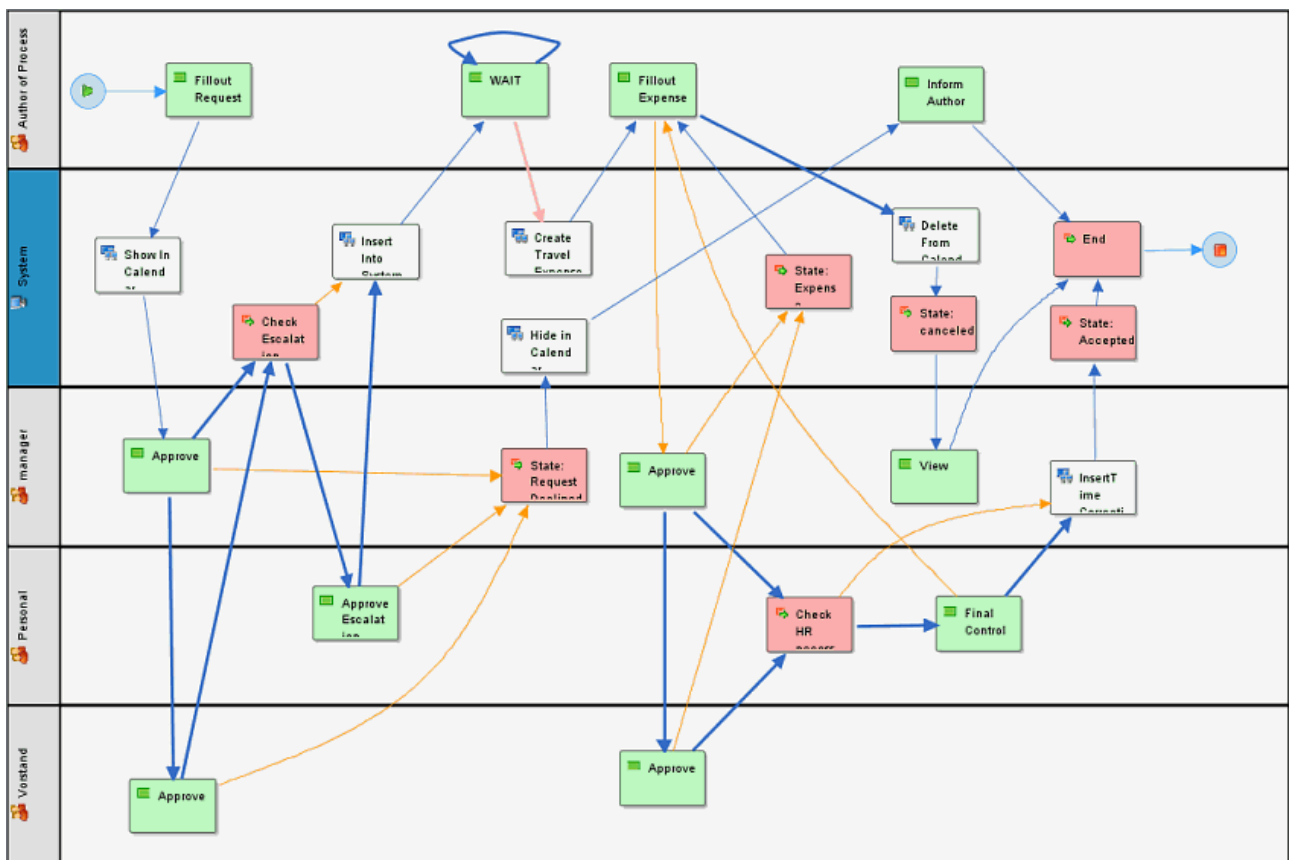 Author of Process
Fillout
Request
WAIT
Fillout
Expense
Inform
Author
System
Show In
Calend
Insert
Into
Create
Travel
State:
Expens
Delete
From
End
Check
Escalat
Hide in
Calend
State:
canceled
State:
Accepted
manager
Approve
State:
Request
Approve
View
InsertT
ime
Personal
Approve
Escalat
Check
HR
Final
Control
Vorstand
Approve
Approve